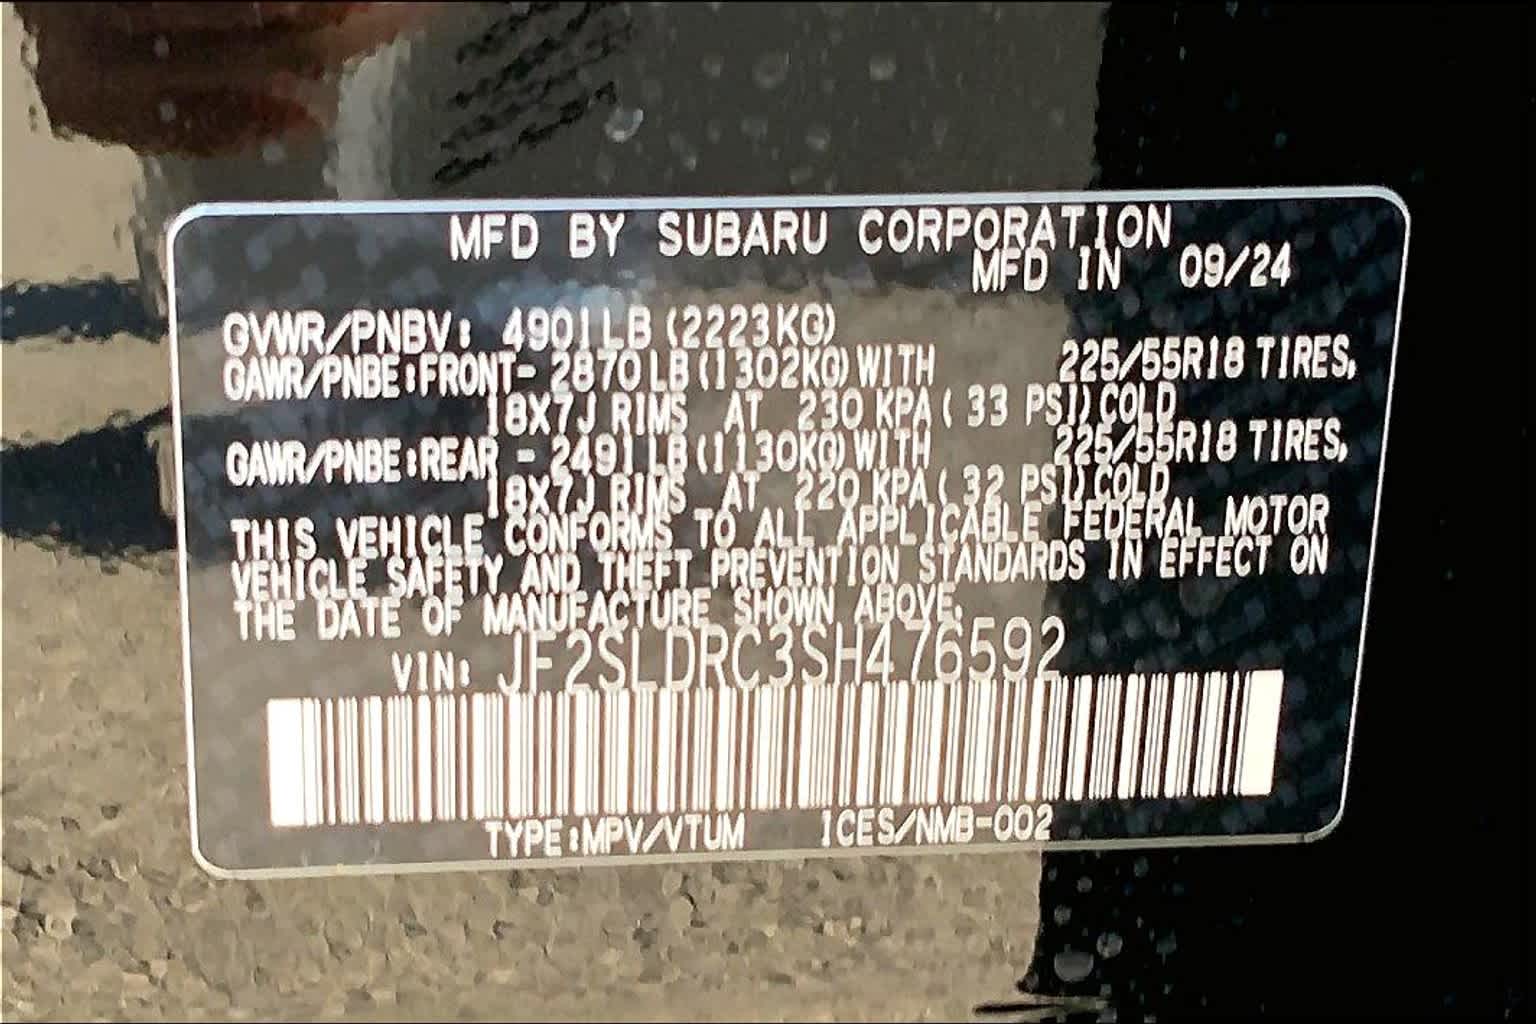 MFD BY SUBARU CORPORATION
MFD IN 09/24
GVWR/PNBV: 4901LB (2223KG)
GAWR/PNBE:FRONT- 2870LB(1302KG)WITH 225/55R18 TIRES,
18X7J RIMS AT 230 KPA( 33 PSI)COLD
GAWR/PNBE:REAR - 2491LB(1130KG)WITH 225/55R18 TIRES,
18X7J RIMS AT 220 KPA( 32 PSI)COLD
THIS VEHICLE CONFORMS TO ALL APPLICABLE FEDERAL MOTOR
VEHICLE SAFETY AND THEFT PREVENTION STANDARDS IN EFFECT ON
THE DATE OF MANUFACTURE SHOWN ABOVE.
VIN: JF2SLDRC3SH476592
TYPE:MPV/VTUM ICES/NMB-002